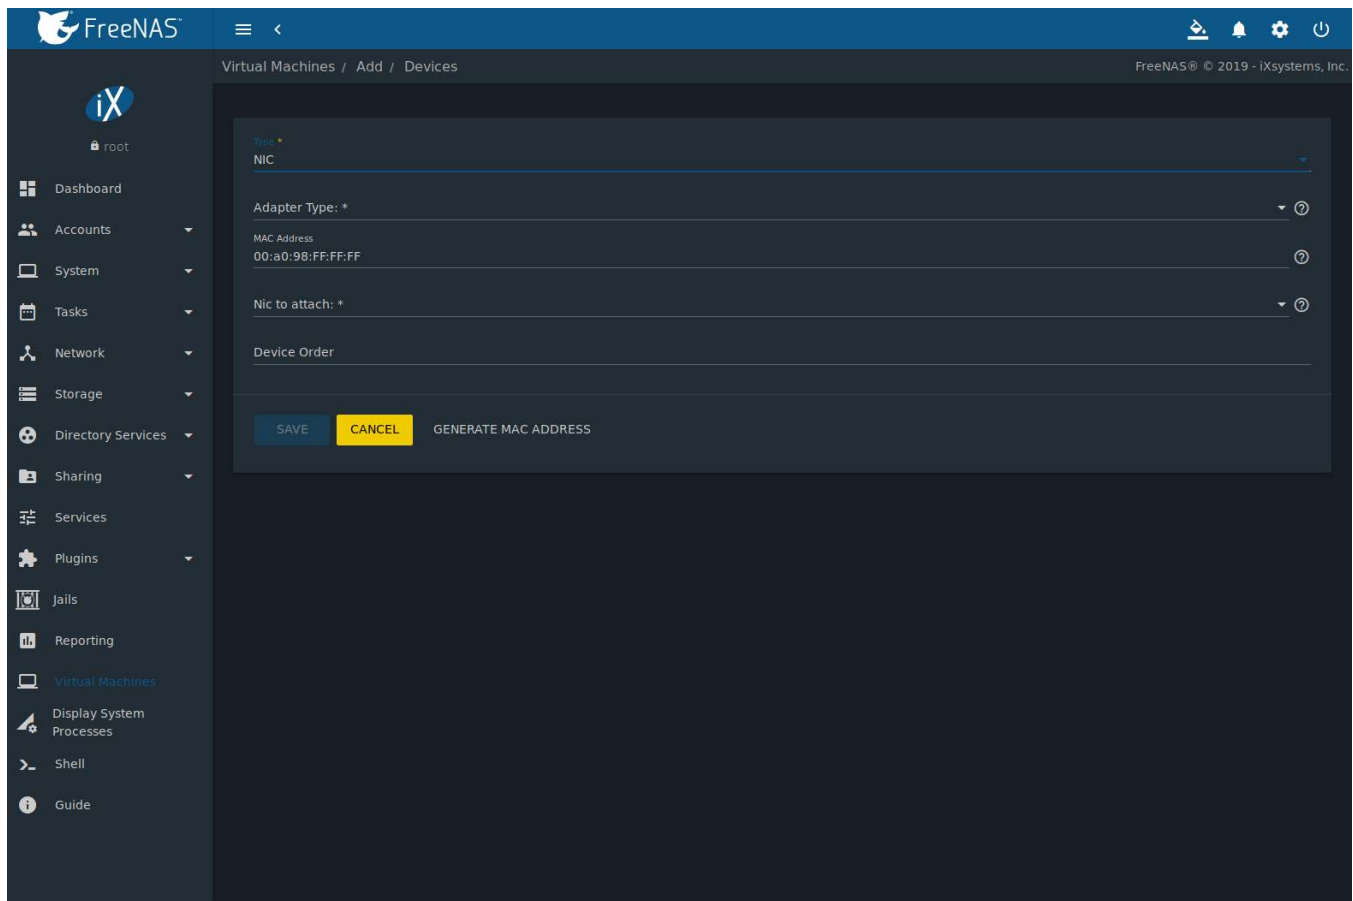 FreeNAS™
Virtual Machines / Add / Devices
FreeNAS® © 2019 - iXsystems, Inc.
iX
root
Dashboard
Accounts
System
Tasks
Network
Storage
Directory Services
Sharing
Services
Plugins
Jails
Reporting
Virtual Machines
Display System
Processes
Shell
Guide
Type *
NIC
Adapter Type: *
MAC Address
00:a0:98:FF:FF:FF
Nic to attach: *
Device Order
SAVE
CANCEL
GENERATE MAC ADDRESS